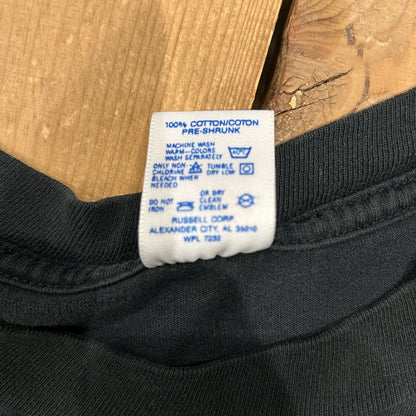 100% COTTON/COTON
PRE-SHRUNK
MACHINE WASH
WARM-COLORS
WASH SEPARATELY
40°C
ONLY NON- TUMBLE
CHLORINE DRY LOW
BLEACH WHEN
NEEDED
OR DRY
DO NOT CLEAN
IRON EMBLEM
RUSSELL CORP.
ALEXANDER CITY, AL 35010
WPL 7232